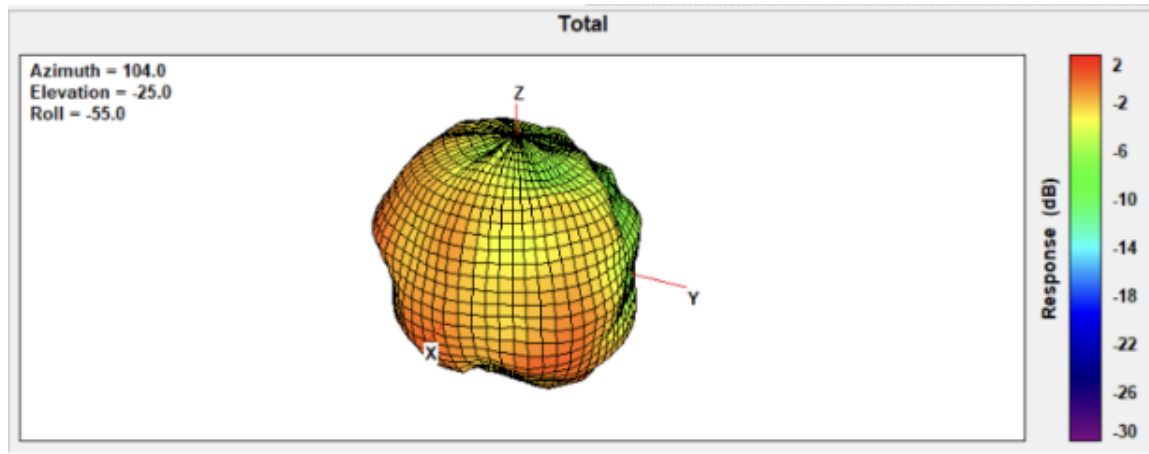 Total
Azimuth = 104.0
Elevation = -25.0
Roll = -55.0
Z
Y
X
Response (dB)
2
-2
-6
-10
-14
-18
-22
-26
-30